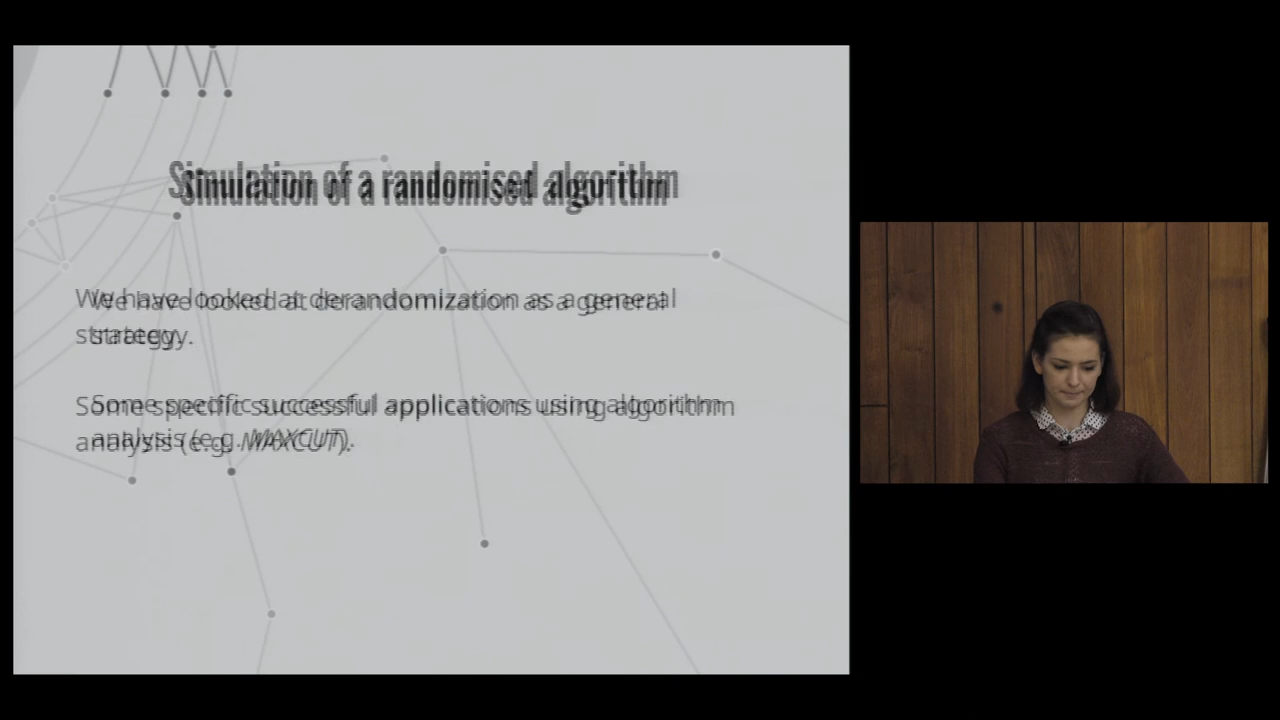 Simulation of a randomised algorithm
We have looked at derandomization as a general
strategy.
Some specific successful applications using algorithm
analysis (e.g. MAXCUT).